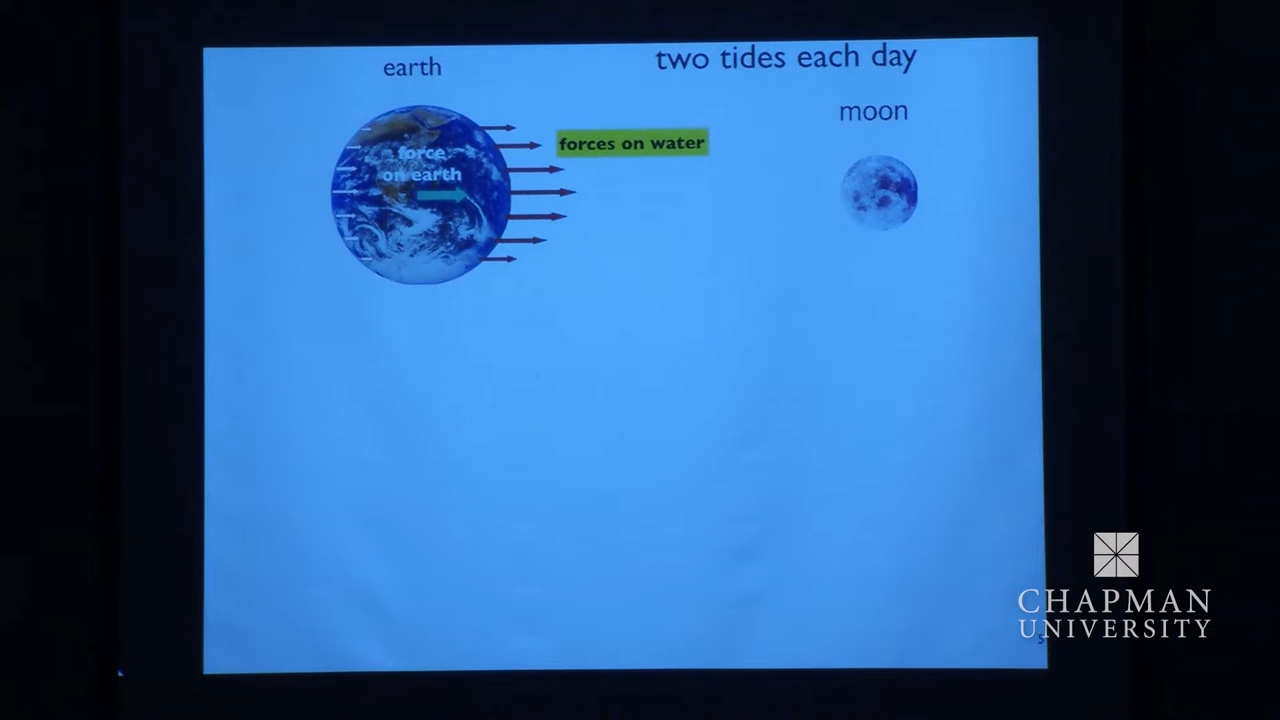 two tides each day
earth
moon
forces on water
force
on earth
CHAPMAN
UNIVERSITY